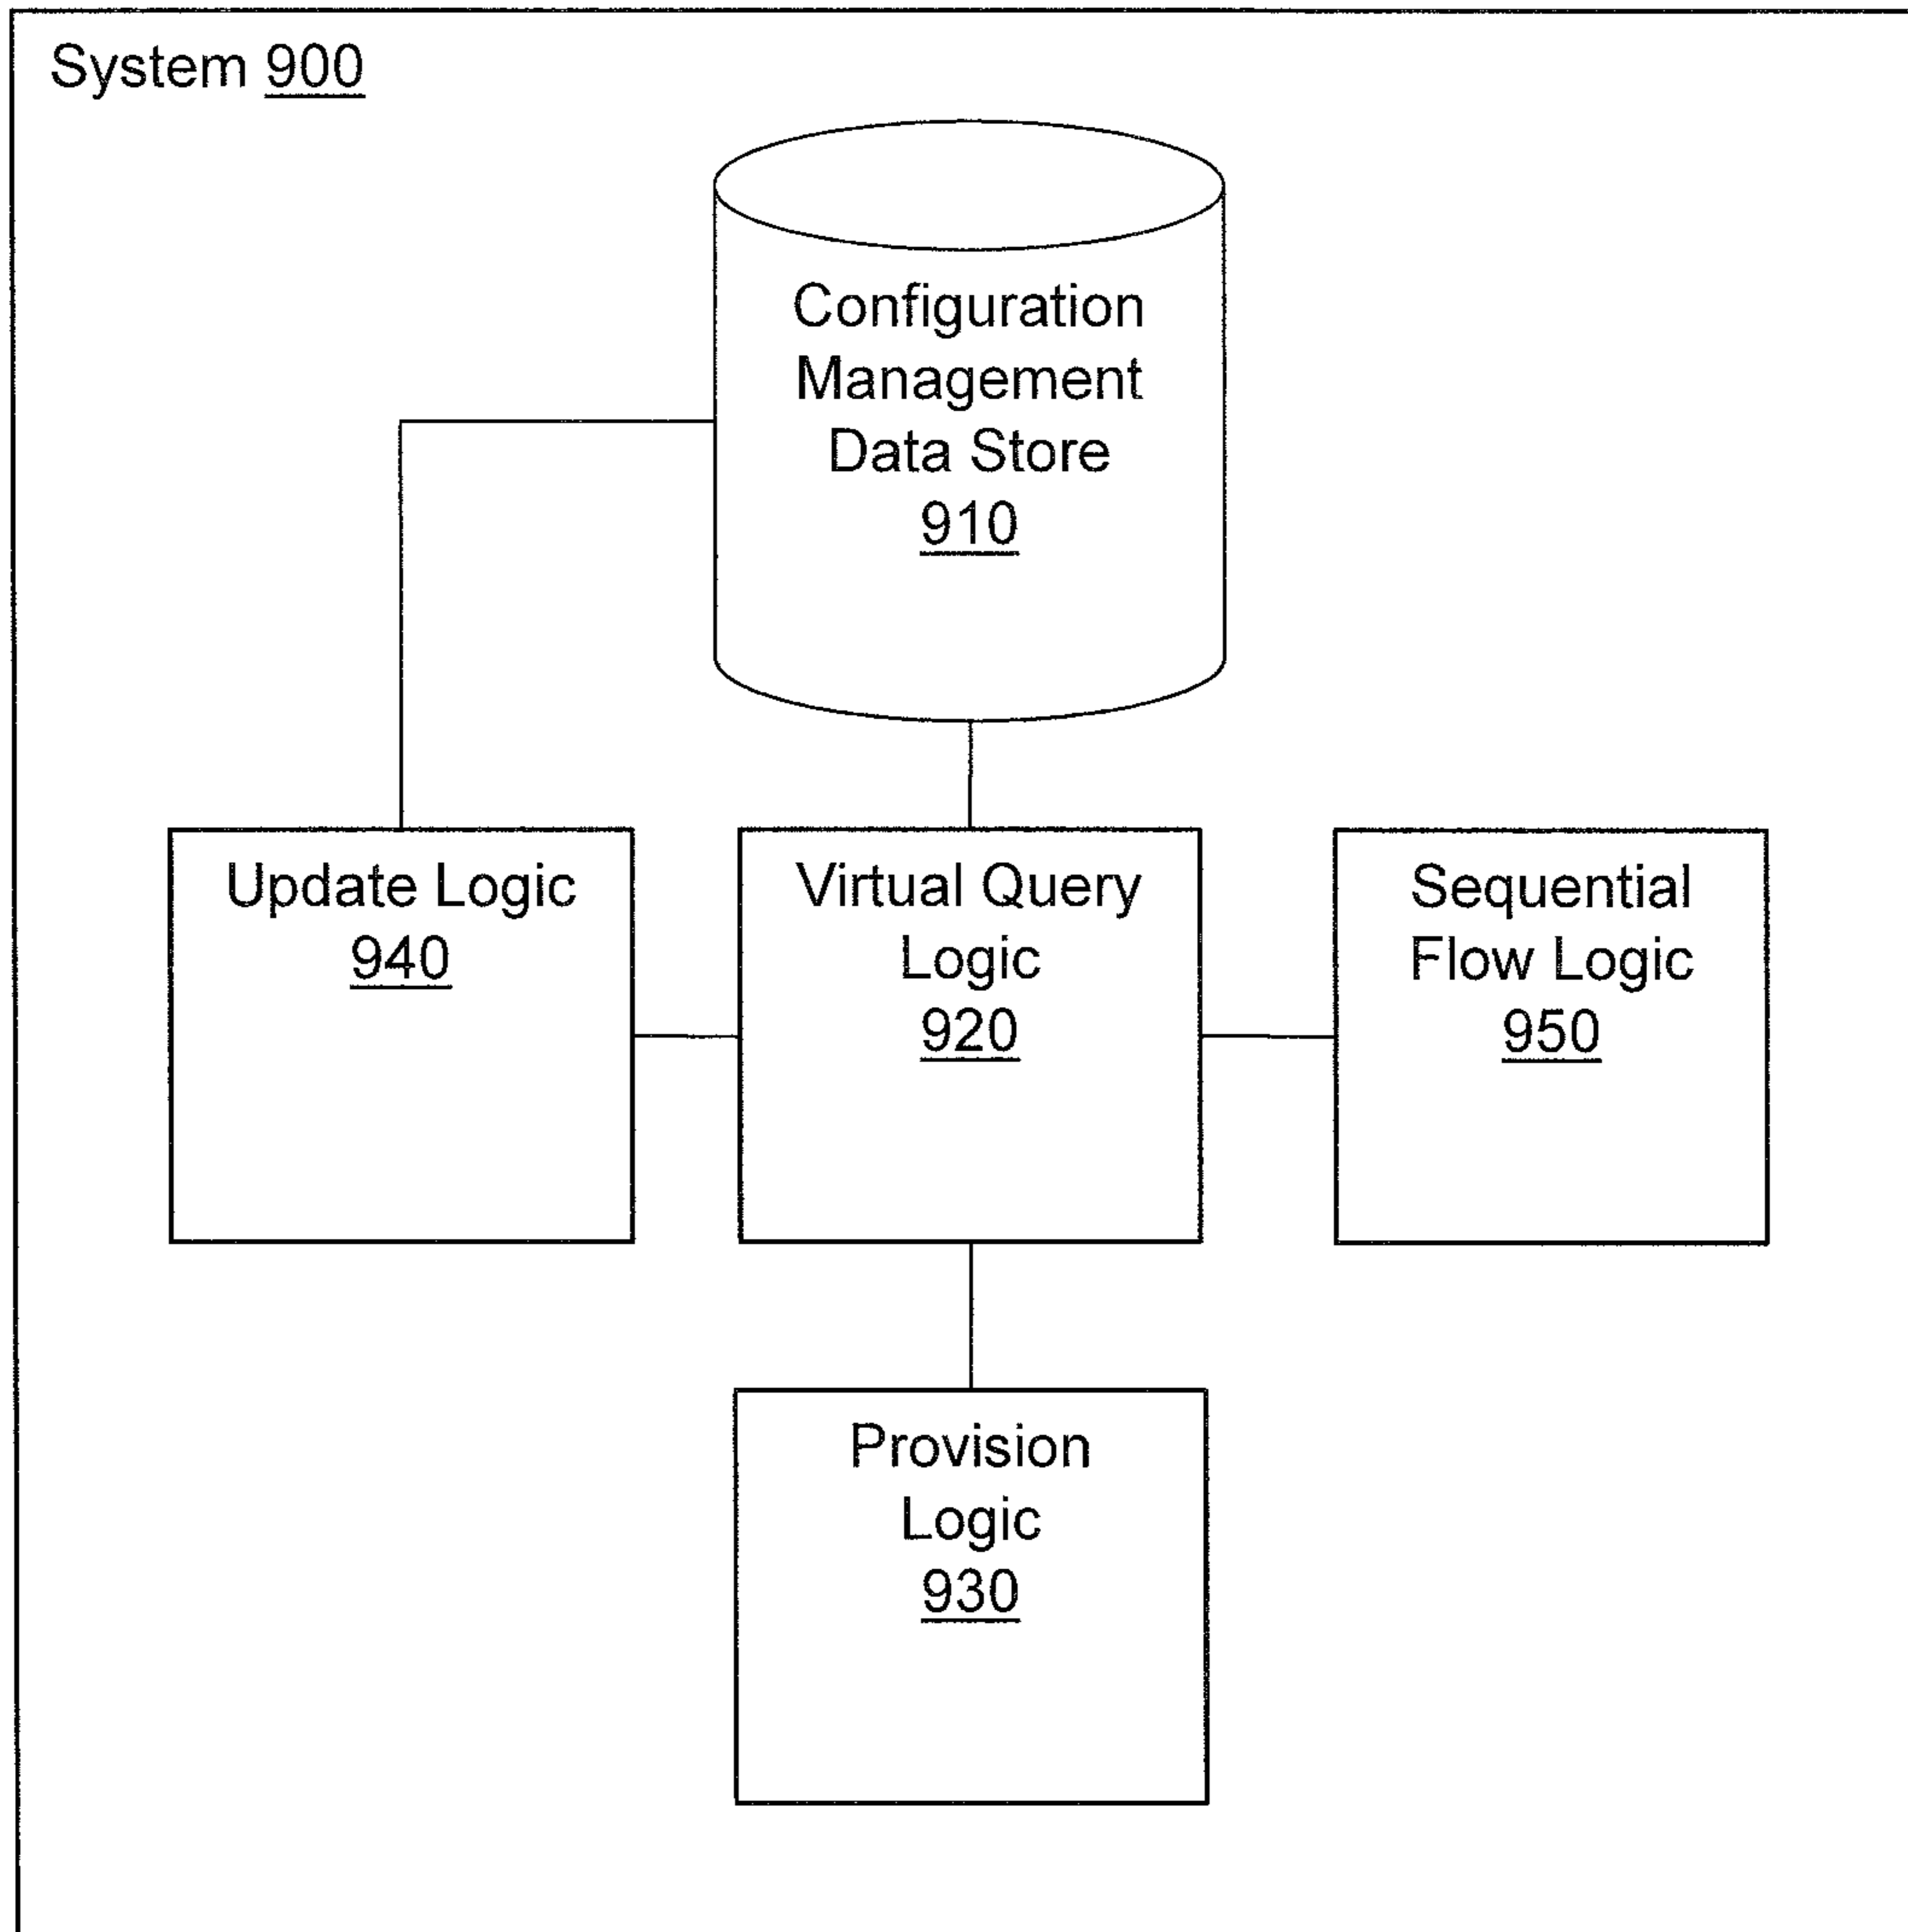 System 900
Configuration
Management
Data Store
910
Update Logic
940
Virtual Query
Logic
920
Sequential
Flow Logic
950
Provision
Logic
930